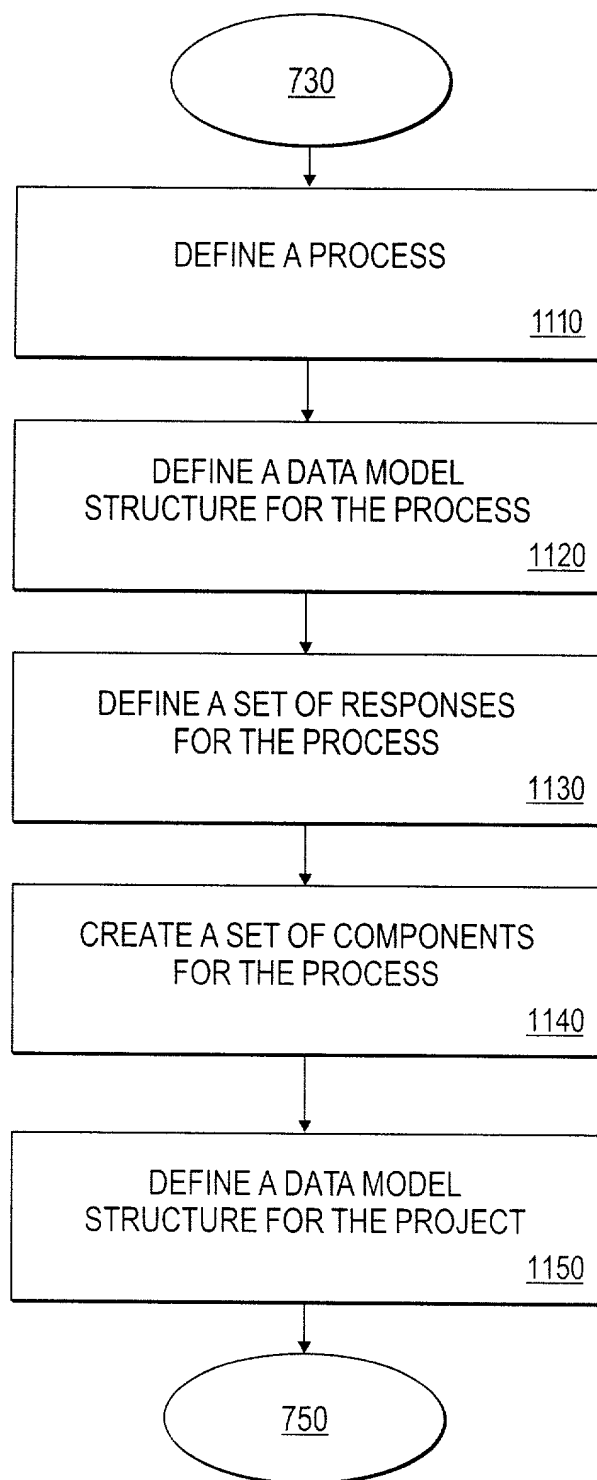 730
DEFINE A PROCESS
1110
DEFINE A DATA MODEL
STRUCTURE FOR THE PROCESS
1120
DEFINE A SET OF RESPONSES
FOR THE PROCESS
1130
CREATE A SET OF COMPONENTS
FOR THE PROCESS
1140
DEFINE A DATA MODEL
STRUCTURE FOR THE PROJECT
1150
750